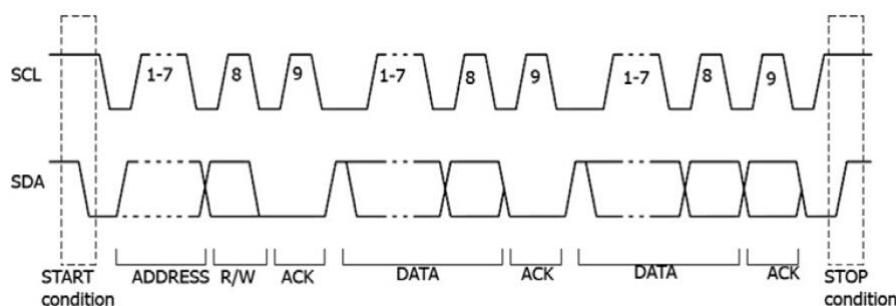 SCL 1-7 8 9 1-7 8 9 1-7 8 9
SDA
START ADDRESS R/W ACK DATA ACK DATA ACK STOP
condition condition